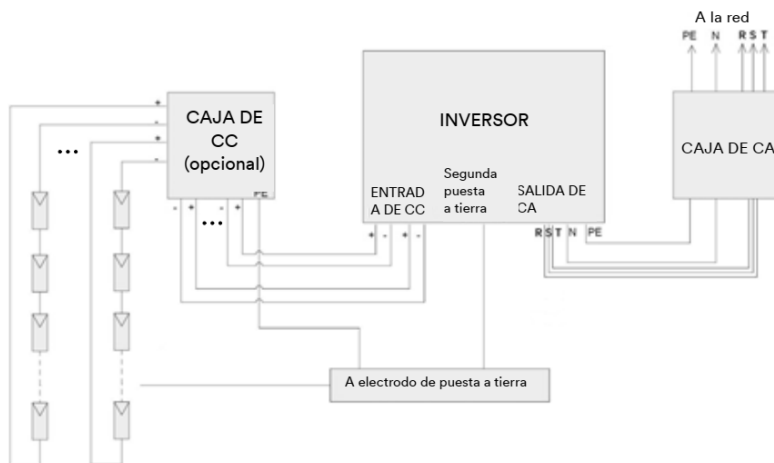 A la red
PE N R S T
+
-
+
-
...
CAJA DE
CC
(opcional)
PE
- + ... - +
INVERSOR
ENTRAD
A DE CC
Segunda
puesta
a tierra
SALIDA DE
CA
+ - + -
R S T N PE
CAJA DE CA
A electrodo de puesta a tierra